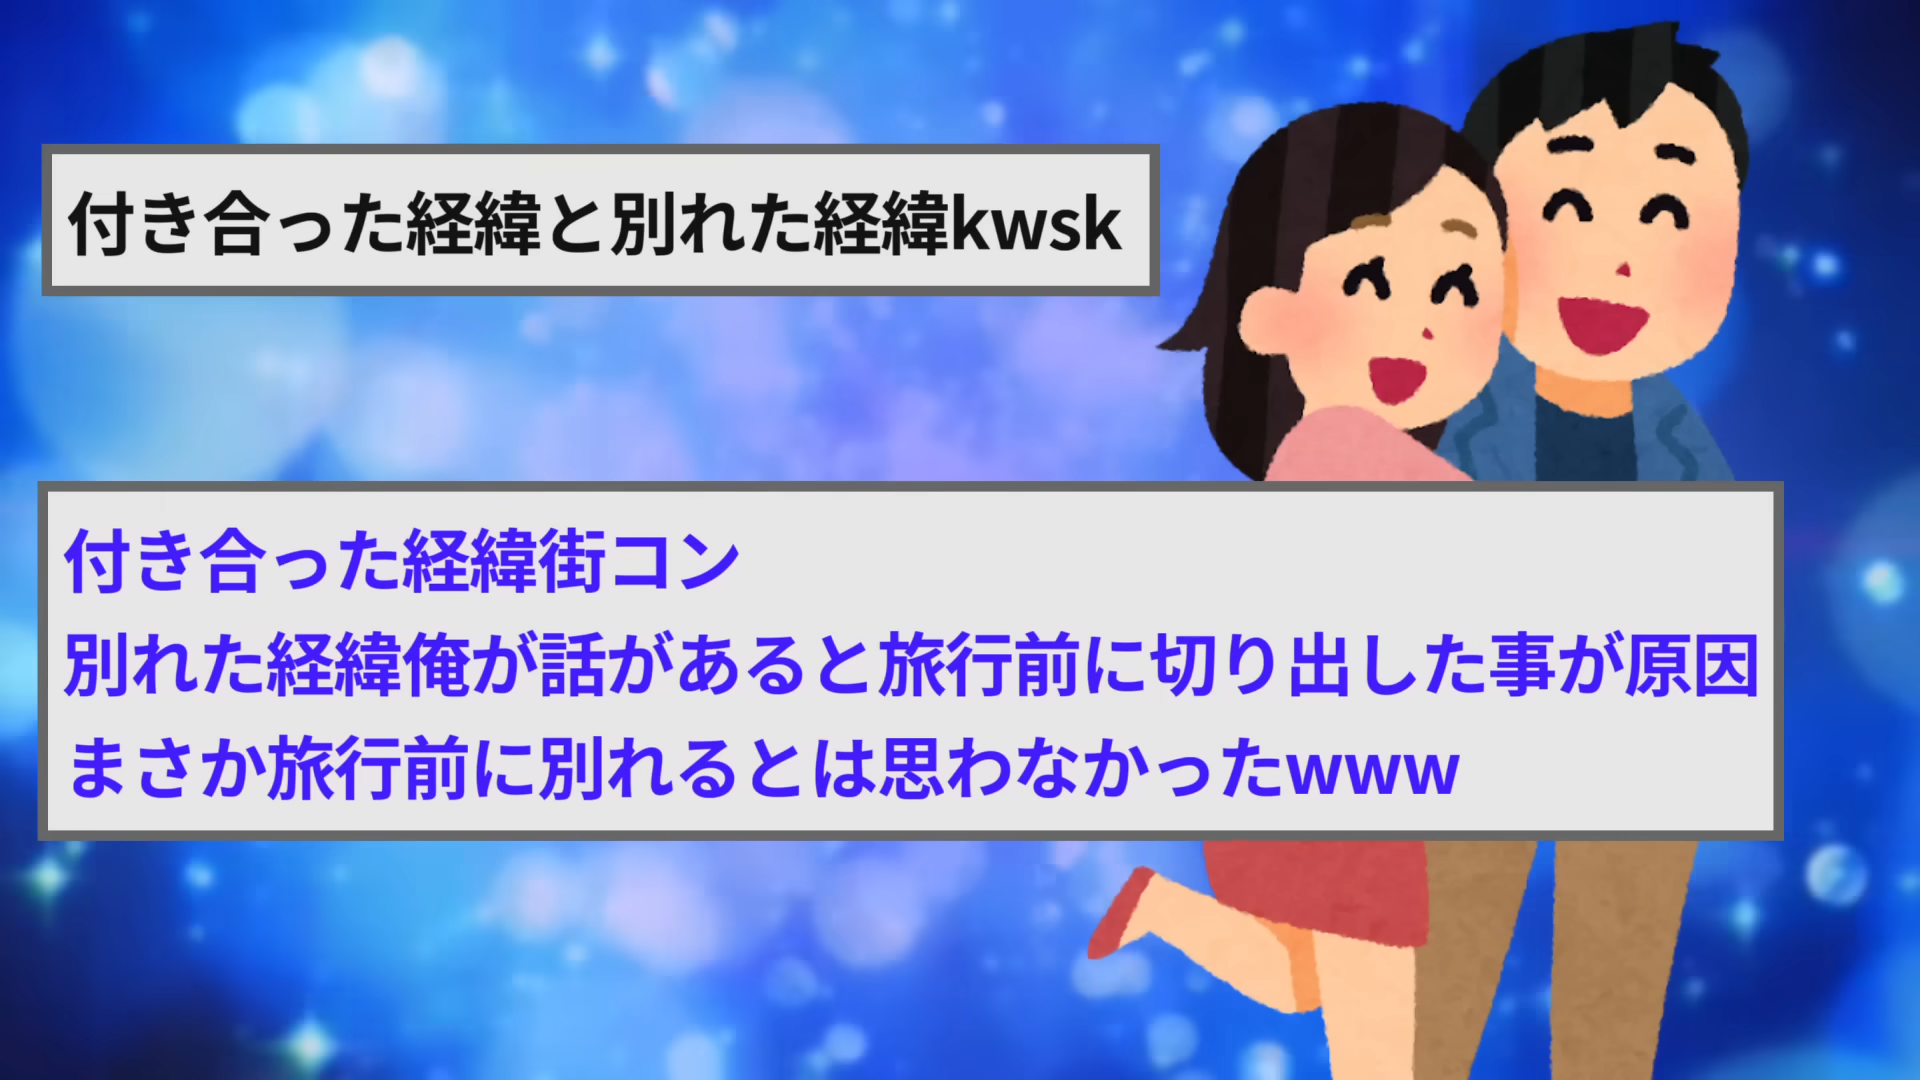 付き合った経緯と別れた経緯kwsk
付き合った経緯街コン
別れた経緯俺が話があると旅行前に切り出した事が原因
まさか旅行前に別れるとは思わなかったwww